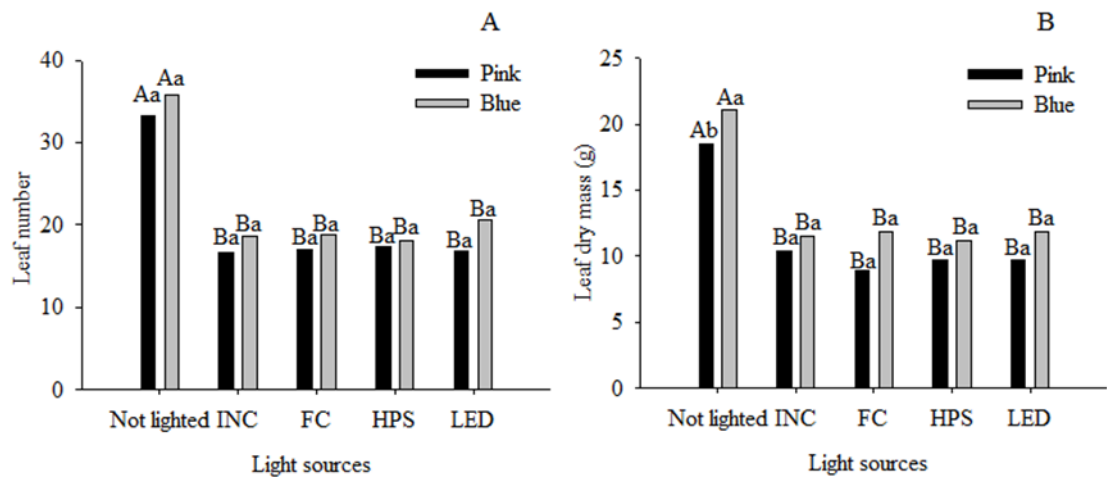 A
Leaf number
40
30
20
10
0
Pink
Blue
Aa Aa
Ba Ba
Ba Ba
Ba Ba
Ba Ba
Not lighted INC FC HPS LED
Light sources
B
Leaf dry mass (g)
25
20
15
10
5
0
Pink
Blue
Ab Aa
Ba Ba
Ba Ba
Ba Ba
Ba Ba
Not lighted INC FC HPS LED
Light sources